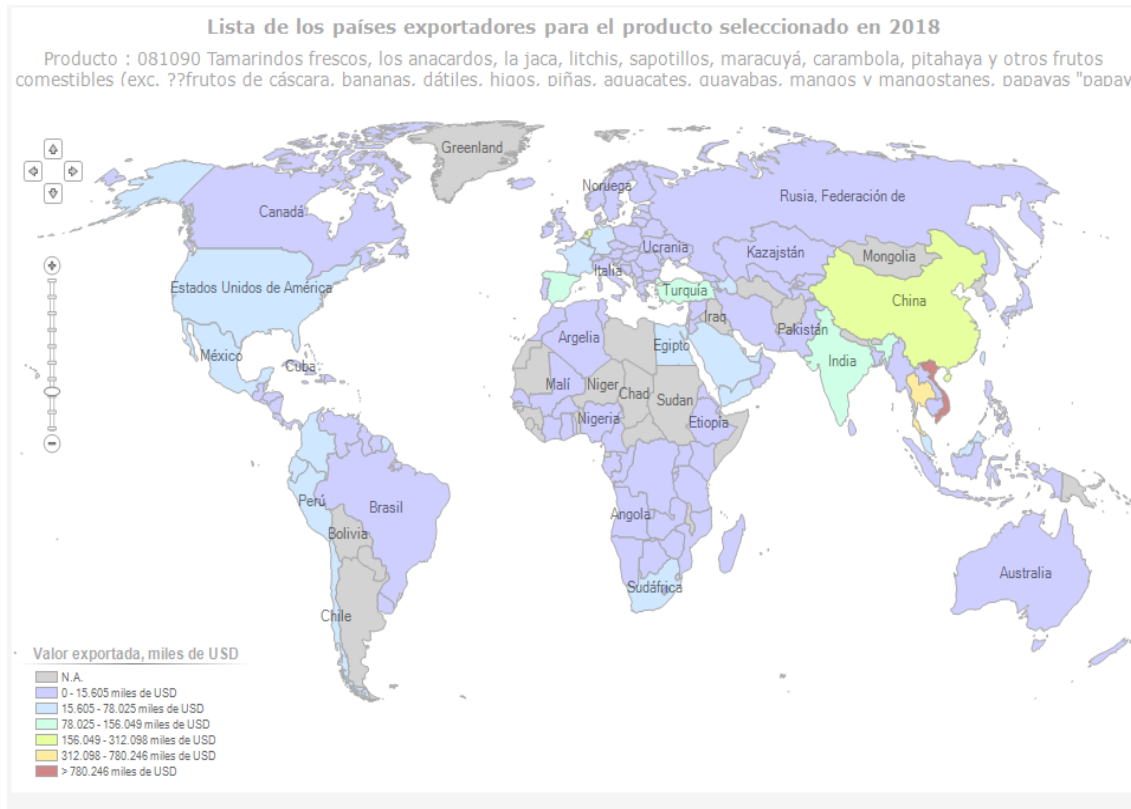 Lista de los países exportadores para el producto seleccionado en 2018
Producto : 081090 Tamarindos frescos, los anacardos, la jaca, litchis, sapotillos, maracuyá, carambola, pitahaya y otros frutos
comestibles (exc. ??frutos de cáscara, bananas, dátiles, higos, piñas, aguacates, guayabas, mangos y mangostanes, papayas "papay
Greenland
Noruega
Rusia, Federación de
Canadá
Ucrania
Kazajstán
Mongolia
Italia
Estados Unidos de América
Turquía
China
Iraq
Pakistán
Argelia
Egipto
México
India
Cuba
Malí
Niger
Chad
Sudan
Nigeria
Etiopia
Perú
Brasil
Angola
Bolivia
Australia
Sudáfrica
Chile
Valor exportada, miles de USD
N.A.
0 - 15.605 miles de USD
15.605 - 78.025 miles de USD
78.025 - 156.049 miles de USD
156.049 - 312.098 miles de USD
312.098 - 780.246 miles de USD
> 780.246 miles de USD